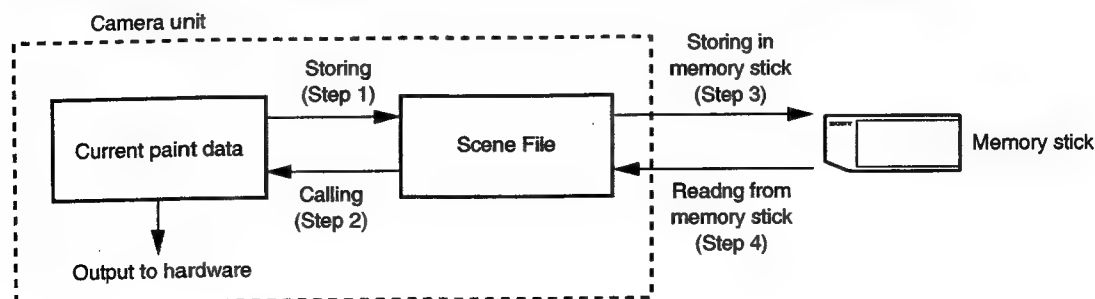 Camera unit
Storing
(Step 1)
Storing in
memory stick
(Step 3)
Current paint data
Scene File
SONY
Memory stick
Calling
(Step 2)
Readng from
memory stick
(Step 4)
Output to hardware